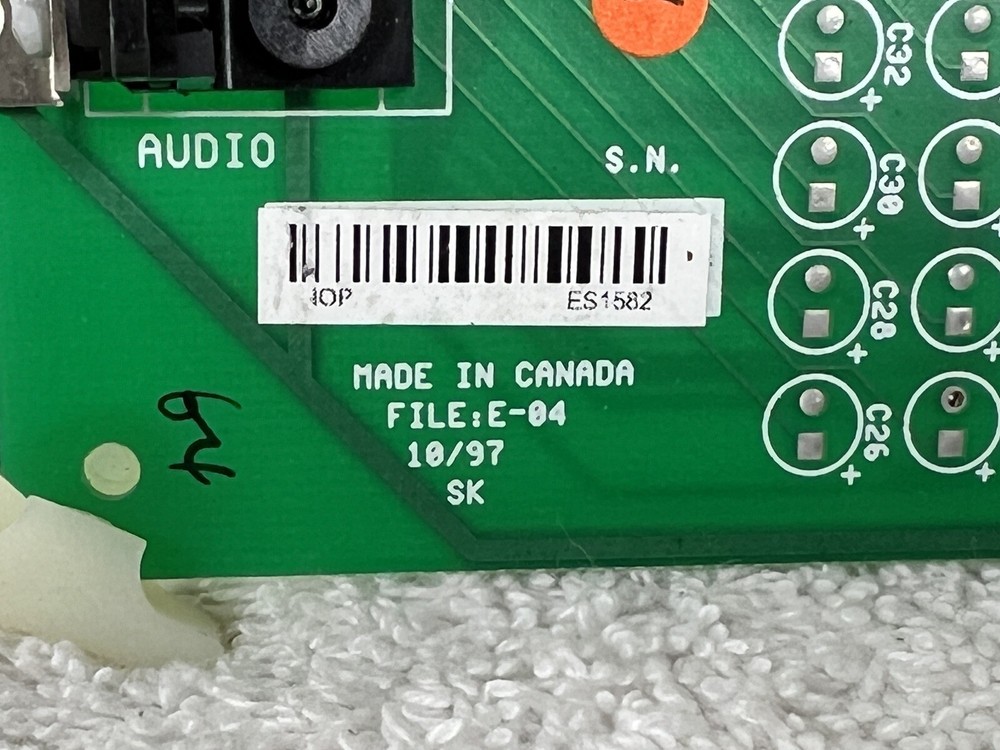 AUDIO
S.N.
IOP ES1582
MADE IN CANADA
FILE:E-04
10/97
SK
C32
C30
C28
C26
+
+
+
+
+
+
+